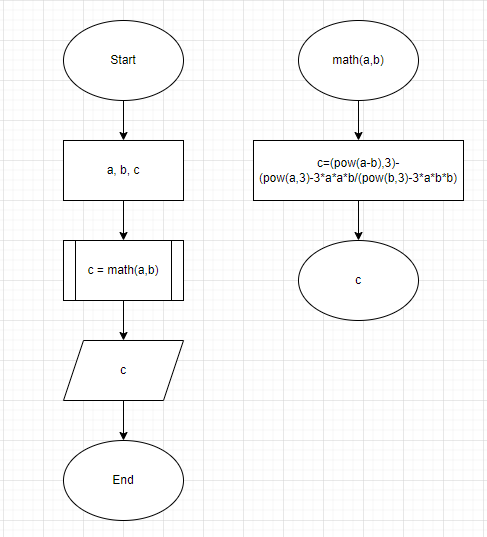 Start
a, b, c
c = math(a,b)
c
End
math(a,b)
c=(pow(a-b),3)-
(pow(a,3)-3*a*a*b/(pow(b,3)-3*a*b*b)
c